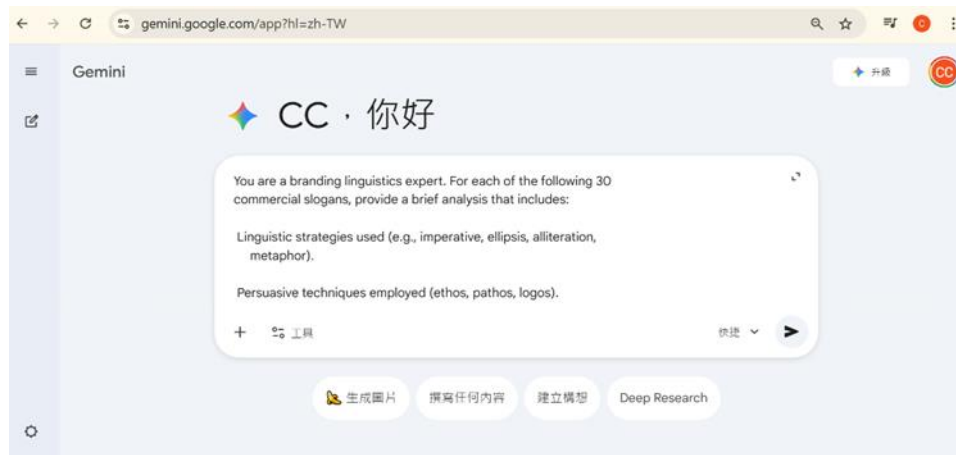 gemini.google.com/app?hl=zh-TW
C
Gemini
升級
CC
CC，你好
You are a branding linguistics expert. For each of the following 30
commercial slogans, provide a brief analysis that includes:
Linguistic strategies used (e.g., imperative, ellipsis, alliteration,
metaphor).
Persuasive techniques employed (ethos, pathos, logos).
工具
快捷
生成圖片
撰寫任何內容
建立構想
Deep Research